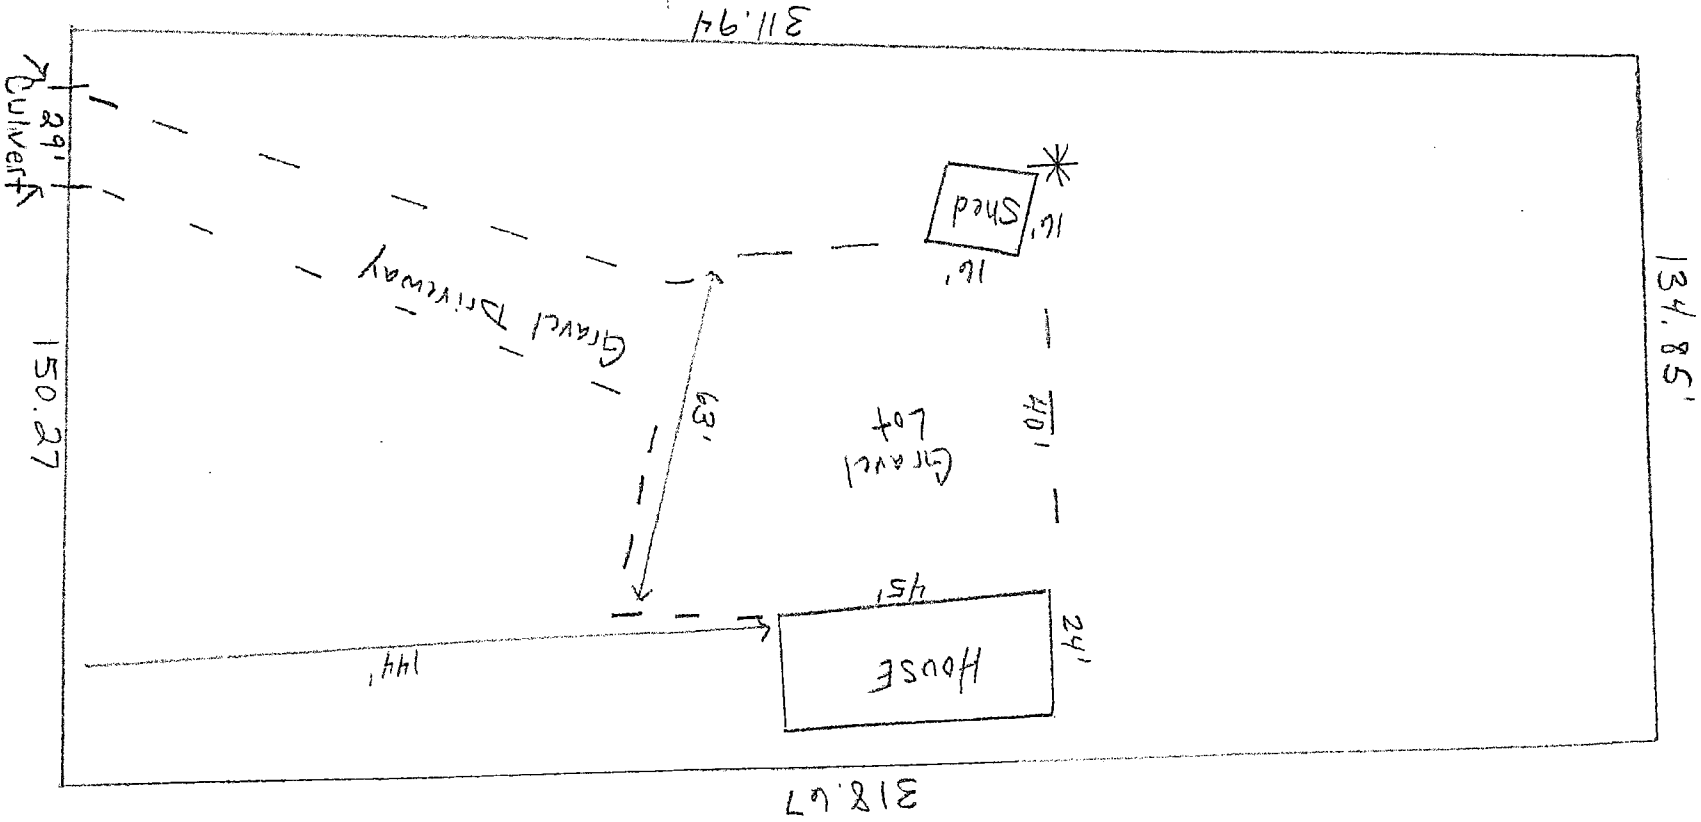 311.94
Culvert
29'
Shed
16'
16'
134.85'
Gravel Driveway
63'
40'
Gravel
Lot
150.27
45'
24'
HOUSE
144'
318.67